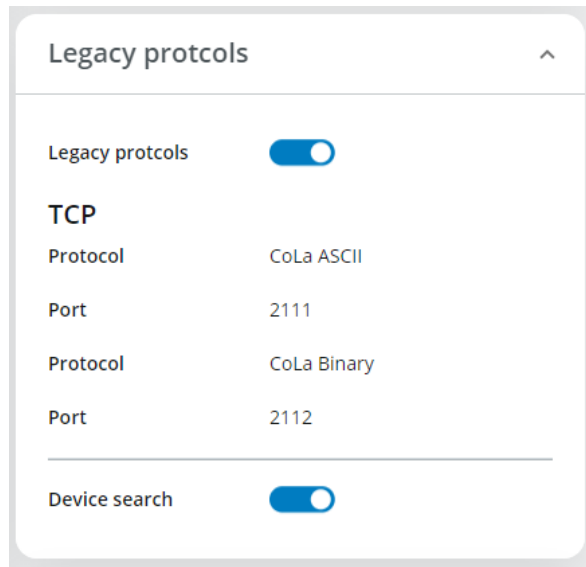 Legacy protcols
Legacy protcols
TCP
Protocol CoLa ASCII
Port 2111
Protocol CoLa Binary
Port 2112
Device search